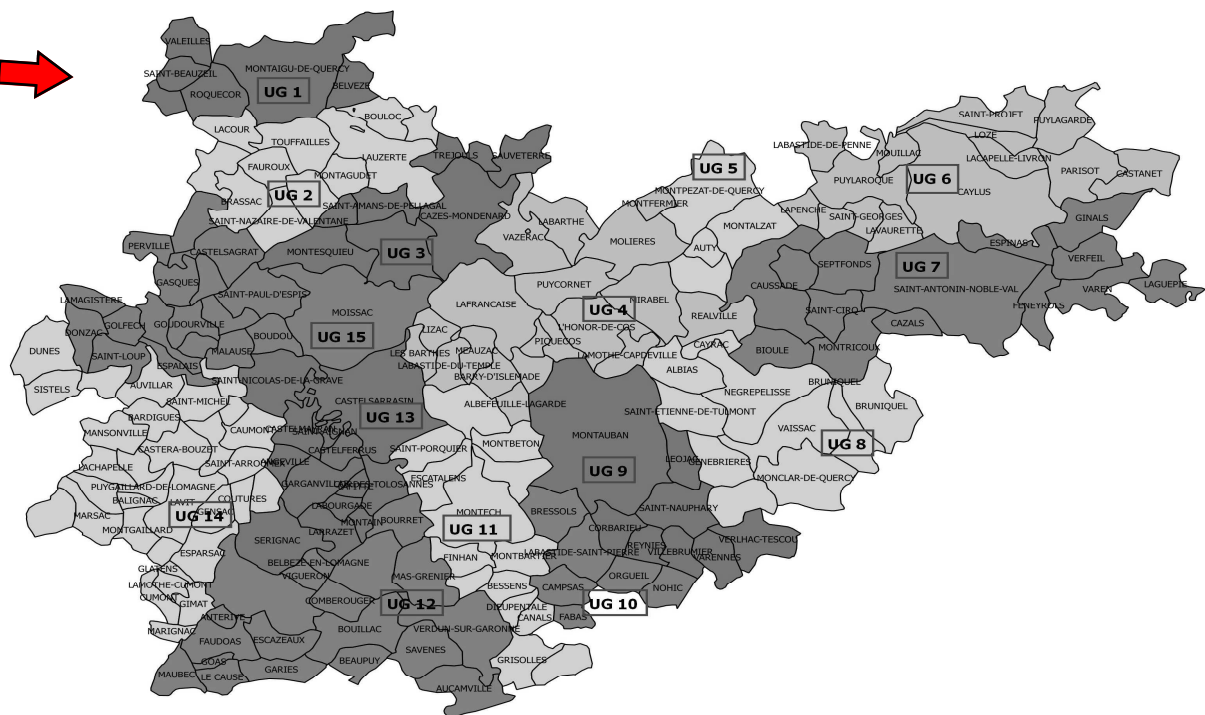 VALEILLES
SAINT-BEAUZEIL
MONTAIGU-DE-QUERCY
BELVEZE
ROQUECOR
UG 1
BOULOC
LACOUR
TOUFFAILLES
LAUZERTE
FAUROUX
MONTAGUDET
UG 2
BRASSAC
SAINT-NAZAIRE-DE-VALENTANE
SAINT-AMANS-DE-PELLAGAL
TREJOULS
SAUVETERRE
CAZES-MONDENARD
PERVILLE
CASTELSAGRAT
MONTESQUIEU
UG 3
GASQUES
VAZERAC
LABARTHE
MOLIERES
UG 5
MONTPEZAT-DE-QUERCY
MONTFERMIER
MONTALZAT
AUTY
SAINT-PROJET
PUYLAGARDE
LOZE
LABASTIDE-DE-PENNE
MOUILLAC
LACAPELLE-LIVRON
PARISOT
CASTANET
PUYLAROQUE
UG 6
CAYLUS
LAPENCHE
SAINT-GEORGES
LAVAURETTE
GINALS
ESPINAS
VERFEIL
SEPTFONDS
UG 7
CAUSSADE
SAINT-ANTONIN-NOBLE-VAL
VAREN
LAGUEPIE
FENEYROLS
SAINT-CIRQ
CAZALS
BIOULE
MONTRICOUX
LAMAGISTERE
SAINT-PAUL-D'ESPIS
MOISSAC
LAFRANCAISE
PUYCORNET
UG 4
MIRABEL
REALVILLE
DONZAC
GOLFECH
GOUDOURVILLE
BOUDOU
UG 15
LIZAC
L'HONOR-DE-COS
PIQUECOS
CAYRAC
DUNES
SAINT-LOUP
MALAUSE
ESPALAIS
LES BARTHES
MEAUZAC
LABASTIDE-DU-TEMPLE
BARRY-D'ISLEMADE
LAMOTHE-CAPDEVILLE
ALBIAS
SISTELS
AUVILLAR
SAINT-NICOLAS-DE-LA-GRAVE
SAINT-MICHEL
CASTELSARRASIN
ALBEFEUILLE-LAGARDE
NEGREPELISSE
BRUNIQUEL
BRUNIQUEL
BARDIGUES
UG 13
SAINT-ETIENNE-DE-TULMONT
VAISSAC
MANSONVILLE
CAUMONT
CASTELMAYRAN
SAINT-AIGNAN
MONTAUBAN
UG 8
CASTERA-BOUZET
CASTELFERRUS
SAINT-PORQUIER
MONTBETON
LEOJAC
GENEBRIERES
LACHAPELLE
SAINT-ARROUMEX
ANGEVILLE
UG 9
ESCATALENS
MONCLAR-DE-QUERCY
PUYGAILLARD-DE-LOMAGNE
GARGANVILLAR
BALIGNAC
LAVIT
COUTURES
LAFITTE
MARSAC
GENSAC
UG 14
LABOURGADE
MONTECH
BRESSOLS
SAINT-NAUPHARY
MONTGAILLARD
MONTAIN
BOURRET
UG 11
CORBARIEU
LARRAZET
SERIGNAC
REYNIES
VERLHAC-TESCOU
ESPARSAC
LABASTIDE-SAINT-PIERRE
VILLEBRUMIER
FINHAN
MONTBARTIER
VARENNES
BELBEZE-EN-LOMAGNE
GLATENS
VIGUERON
MAS-GRENIER
ORGUEIL
LAMOTHE-CUMONT
BESSENS
CAMPSAS
NOHIC
CUMONT
GIMAT
COMBEROUGER
UG 12
DIEUPENTALE
UG 10
AUTERIVE
CANALS
FABAS
MARIGNAC
BOUILLAC
VERDUN-SUR-GARONNE
FAUDOAS
ESCAZEAUX
SAVENES
GOAS
BEAUPUY
GRISOLLES
MAUBEC
LE CAUSE
GARIES
AUCAMVILLE